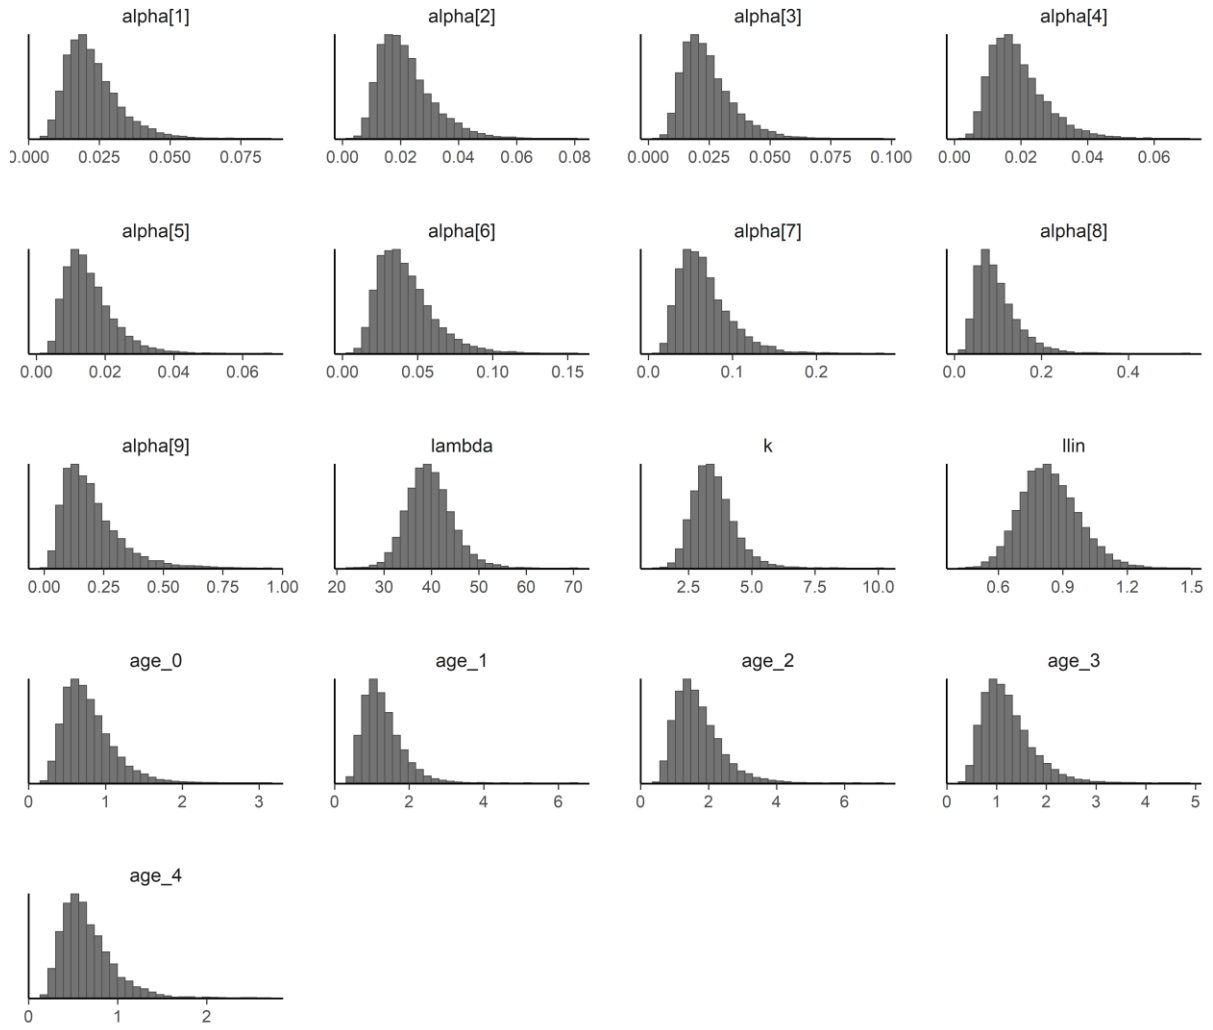 alpha[1] alpha[2] alpha[3] alpha[4]
0.000 0.025 0.050 0.075 0.00 0.02 0.04 0.06 0.08 0.000 0.025 0.050 0.075 0.100 0.00 0.02 0.04 0.06
alpha[5] alpha[6] alpha[7] alpha[8]
0.00 0.02 0.04 0.06 0.00 0.05 0.10 0.15 0.0 0.1 0.2 0.0 0.2 0.4
alpha[9] lambda k llin
0.00 0.25 0.50 0.75 1.00 20 30 40 50 60 70 2.5 5.0 7.5 10.0 0.6 0.9 1.2 1.5
age_0 age_1 age_2 age_3
0 1 2 3 0 2 4 6 0 2 4 6 0 1 2 3 4 5
age_4
0 1 2